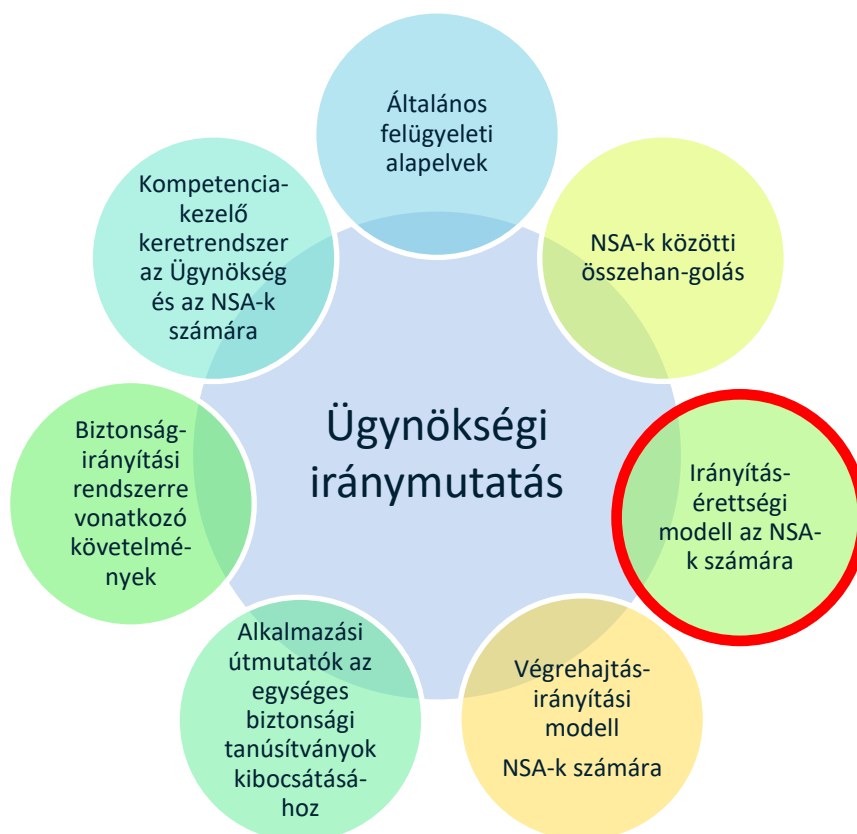 Általános
felügyeleti
alapelvek
NSA-k közötti
összehan-golás
Irányítás-
érettségi
modell az NSA-
k számára
Végrehajtás-
irányítási
modell
NSA-k számára
Alkalmazási
útmutatók az
egységes
biztonsági
tanúsítványok
kibocsátásá-
hoz
Biztonság-
irányítási
rendszerre
vonatkozó
követelmé-
nyek
Kompetencia-
kezelő
keretrendszer
az Ügynökség
és az NSA-k
számára
Ügynökségi
iránymutatás